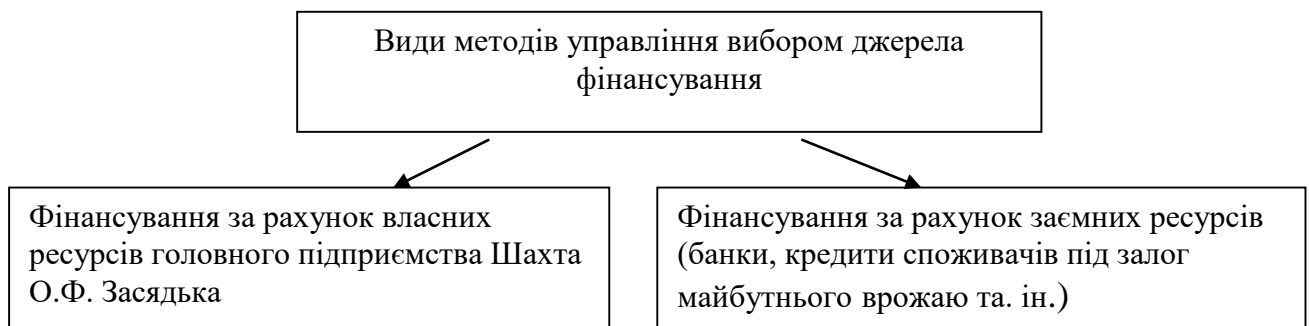 Види методів управління вибором джерела
фінансування
Фінансування за рахунок власних
ресурсів головного підприємства Шахта
О.Ф. Засядька
Фінансування за рахунок заємних ресурсів
(банки, кредити споживачів під залог
майбутнього врожаю та. ін.)